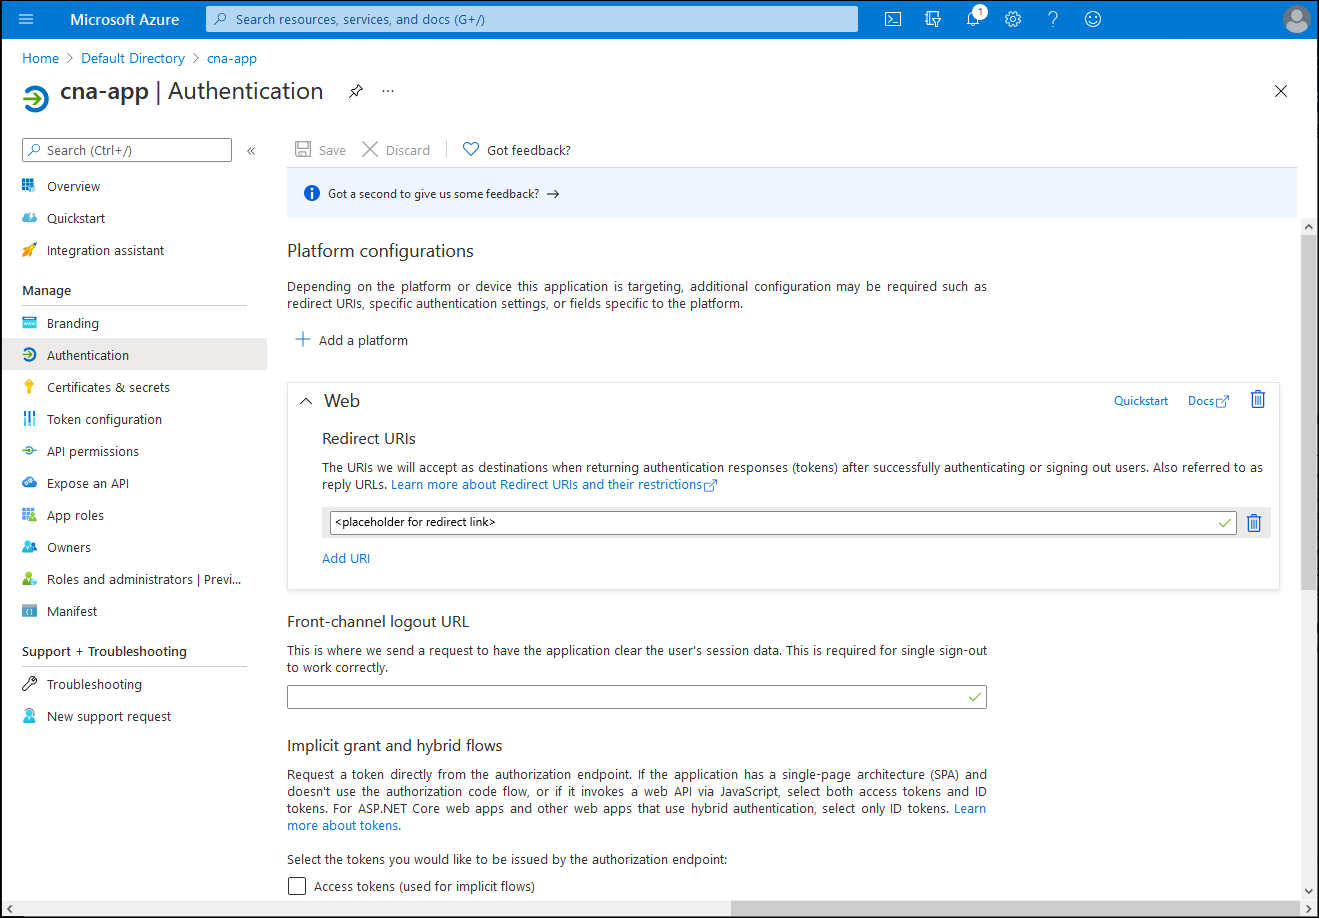 Microsoft Azure
Search resources, services, and docs (G+/)
1
Home > Default Directory > cna-app
cna-app | Authentication
Search (Ctrl+/)
«
Overview
Quickstart
Integration assistant
Manage
Branding
Authentication
Certificates & secrets
Token configuration
API permissions
Expose an API
App roles
Owners
Roles and administrators | Previ...
Manifest
Support + Troubleshooting
Troubleshooting
New support request
Save
Discard
Got feedback?
Got a second to give us some feedback? →
Platform configurations
Depending on the platform or device this application is targeting, additional configuration may be required such as
redirect URIs, specific authentication settings, or fields specific to the platform.
Add a platform
Web
Quickstart
Docs
Redirect URIs
The URIs we will accept as destinations when returning authentication responses (tokens) after successfully authenticating or signing out users. Also referred to as
reply URLs. Learn more about Redirect URIs and their restrictions
<placeholder for redirect link>
Add URI
Front-channel logout URL
This is where we send a request to have the application clear the user's session data. This is required for single sign-out
to work correctly.
Implicit grant and hybrid flows
Request a token directly from the authorization endpoint. If the application has a single-page architecture (SPA) and
doesn't use the authorization code flow, or if it invokes a web API via JavaScript, select both access tokens and ID
tokens. For ASP.NET Core web apps and other web apps that use hybrid authentication, select only ID tokens. Learn
more about tokens.
Select the tokens you would like to be issued by the authorization endpoint:
Access tokens (used for implicit flows)